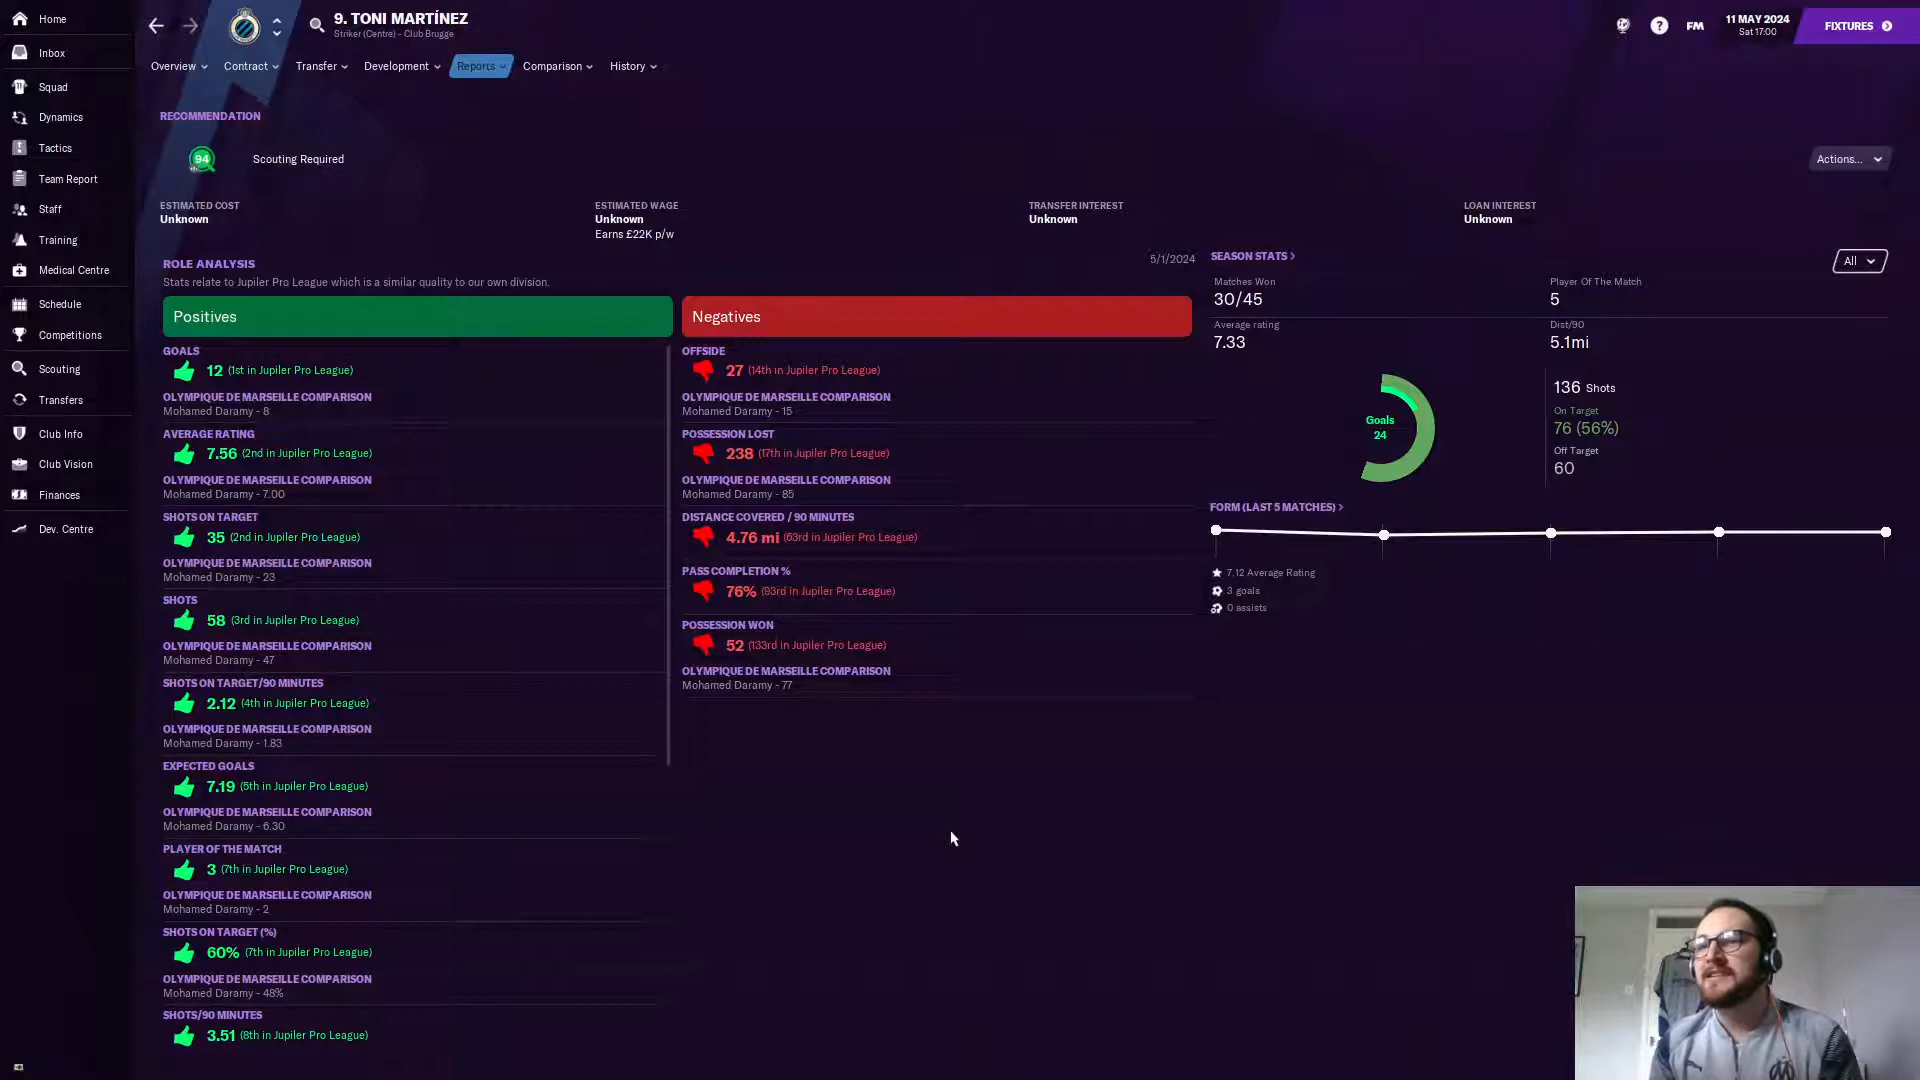 Home
Inbox
Squad
Dynamics
Tactics
Team Report
Staff
Training
Medical Centre
Schedule
Competitions
Scouting
Transfers
Club Info
Club Vision
Finances
Dev. Centre
9. TONI MARTÍNEZ
Striker (Centre) - Club Brugge
FM
11 MAY 2024
Sat 17:00
FIXTURES
Overview
Contract
Transfer
Development
Reports
Comparison
History
RECOMMENDATION
94
Scouting Required
Actions...
ESTIMATED COST
Unknown
ESTIMATED WAGE
Unknown
Earns £22K p/w
TRANSFER INTEREST
Unknown
LOAN INTEREST
Unknown
ROLE ANALYSIS
5/1/2024
Stats relate to Jupiler Pro League which is a similar quality to our own division.
Positives
GOALS
12 (1st in Jupiler Pro League)
OLYMPIQUE DE MARSEILLE COMPARISON
Mohamed Daramy - 8
AVERAGE RATING
7.56 (2nd in Jupiler Pro League)
OLYMPIQUE DE MARSEILLE COMPARISON
Mohamed Daramy - 7.00
SHOTS ON TARGET
35 (2nd in Jupiler Pro League)
OLYMPIQUE DE MARSEILLE COMPARISON
Mohamed Daramy - 23
SHOTS
58 (3rd in Jupiler Pro League)
OLYMPIQUE DE MARSEILLE COMPARISON
Mohamed Daramy - 47
SHOTS ON TARGET/90 MINUTES
2.12 (4th in Jupiler Pro League)
OLYMPIQUE DE MARSEILLE COMPARISON
Mohamed Daramy - 1.83
EXPECTED GOALS
7.19 (5th in Jupiler Pro League)
OLYMPIQUE DE MARSEILLE COMPARISON
Mohamed Daramy - 6.30
PLAYER OF THE MATCH
3 (7th in Jupiler Pro League)
OLYMPIQUE DE MARSEILLE COMPARISON
Mohamed Daramy - 2
SHOTS ON TARGET (%)
60% (7th in Jupiler Pro League)
OLYMPIQUE DE MARSEILLE COMPARISON
Mohamed Daramy - 48%
SHOTS/90 MINUTES
3.51 (8th in Jupiler Pro League)
Negatives
OFFSIDE
27 (14th in Jupiler Pro League)
OLYMPIQUE DE MARSEILLE COMPARISON
Mohamed Daramy - 15
POSSESSION LOST
238 (17th in Jupiler Pro League)
OLYMPIQUE DE MARSEILLE COMPARISON
Mohamed Daramy - 85
DISTANCE COVERED / 90 MINUTES
4.76 mi (63rd in Jupiler Pro League)
PASS COMPLETION %
76% (93rd in Jupiler Pro League)
POSSESSION WON
52 (133rd in Jupiler Pro League)
OLYMPIQUE DE MARSEILLE COMPARISON
Mohamed Daramy - 77
SEASON STATS
All
Matches Won
30/45
Player Of The Match
5
Average rating
7.33
Dist/90
5.1mi
Goals
24
136 Shots
On Target
76 (56%)
Off Target
60
FORM (LAST 5 MATCHES)
7.12 Average Rating
3 goals
0 assists